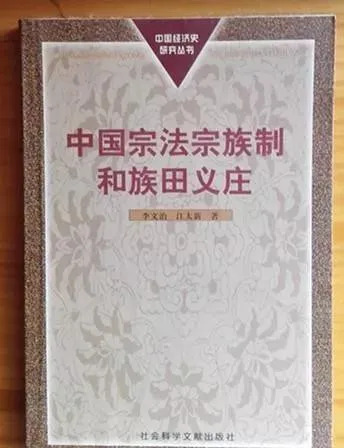 中国经济史
研究丛书
中国宗法宗族制
和族田义庄
李文治 江太新 著
社会科学文献出版社